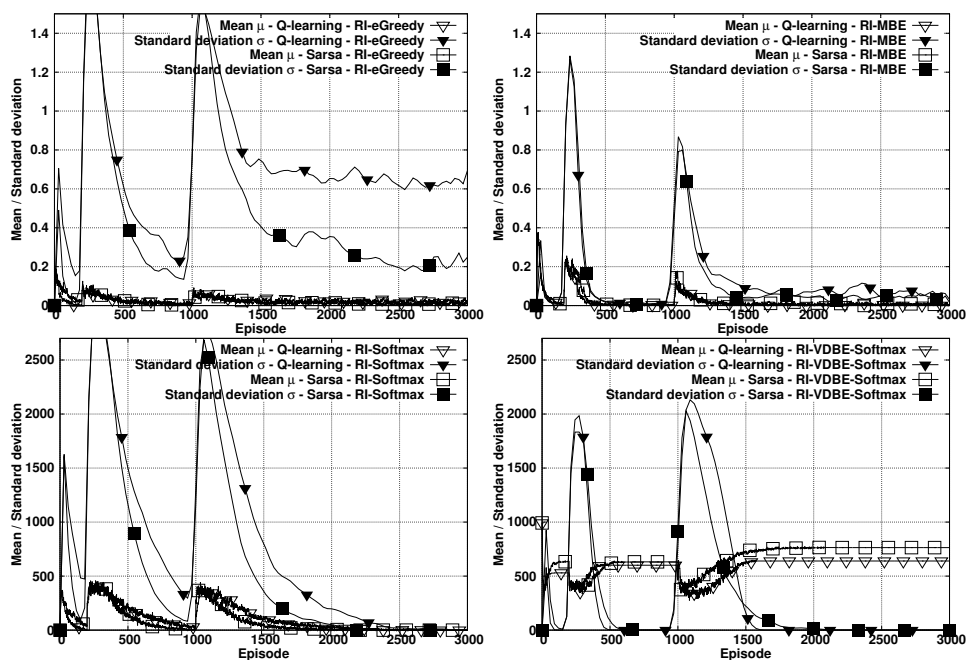 Mean μ - Q-learning - RI-eGreedy
Standard deviation σ - Q-learning - RI-eGreedy
Mean μ - Sarsa - RI-eGreedy
Standard deviation σ - Sarsa - RI-eGreedy
1.4
1.2
1
0.8
0.6
0.4
0.2
0
Mean / Standard deviation
0 500 1000 1500 2000 2500 3000
Episode
Mean μ - Q-learning - RI-MBE
Standard deviation σ - Q-learning - RI-MBE
Mean μ - Sarsa - RI-MBE
Standard deviation σ - Sarsa - RI-MBE
1.4
1.2
1
0.8
0.6
0.4
0.2
0
Mean / Standard deviation
0 500 1000 1500 2000 2500 3000
Episode
Mean μ - Q-learning - RI-Softmax
Standard deviation σ - Q-learning - RI-Softmax
Mean μ - Sarsa - RI-Softmax
Standard deviation σ - Sarsa - RI-Softmax
2500
2000
1500
1000
500
0
Mean / Standard deviation
0 500 1000 1500 2000 2500 3000
Episode
Mean μ - Q-learning - RI-VDBE-Softmax
Standard deviation σ - Q-learning - RI-VDBE-Softmax
Mean μ - Sarsa - RI-VDBE-Softmax
Standard deviation σ - Sarsa - RI-VDBE-Softmax
2500
2000
1500
1000
500
0
Mean / Standard deviation
0 500 1000 1500 2000 2500 3000
Episode